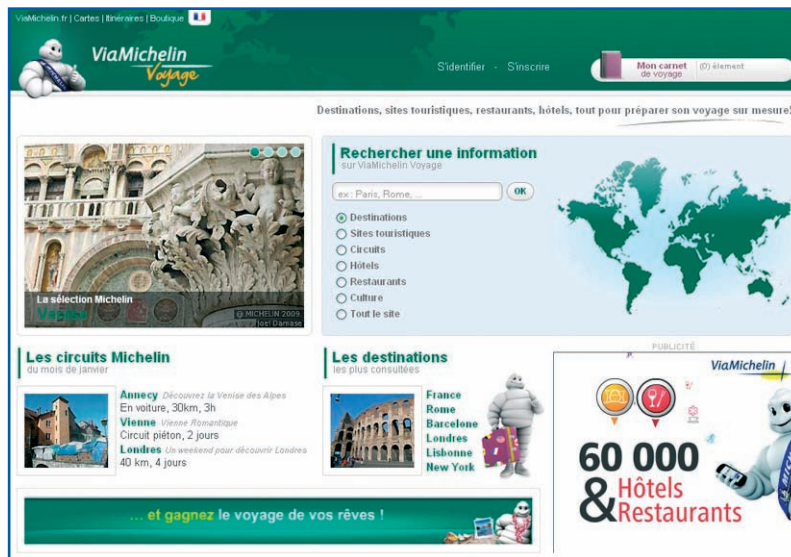 ViaMichelin.fr | Cartes | Itinéraires | Boutique
ViaMichelin
Voyage
S'identifier - S'inscrire
Mon carnet
de voyage
(0) élement
Destinations, sites touristiques, restaurants, hôtels, tout pour préparer son voyage sur mesure!
La sélection Michelin
Venise
© MICHELIN 2009
Joël Damase
Rechercher une information
sur ViaMichelin Voyage
ex : Paris, Rome, ...
OK
Destinations
Sites touristiques
Circuits
Hôtels
Restaurants
Culture
Tout le site
Les circuits Michelin
du mois de janvier
Annecy Découvrez la Venise des Alpes
En voiture, 30km, 3h
Vienne Vienne Romantique
Circuit piéton, 2 jours
Londres Un weekend pour découvrir Londres
40 km, 4 jours
Les destinations
les plus consultées
France
Rome
Barcelone
Londres
Lisbonne
New York
PUBLICITÉ
ViaMichelin
60 000
& Hôtels
Restaurants
... et gagnez le voyage de vos rêves !